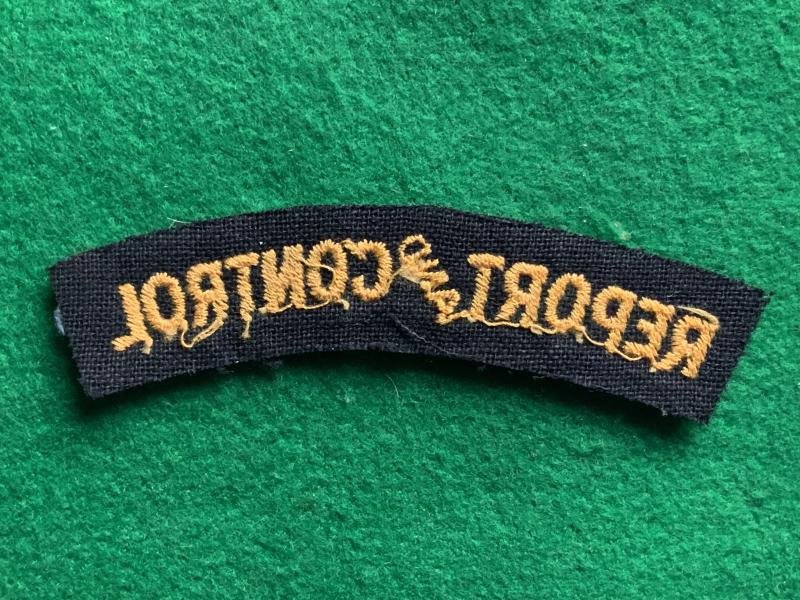 REPORT AND CONTROL